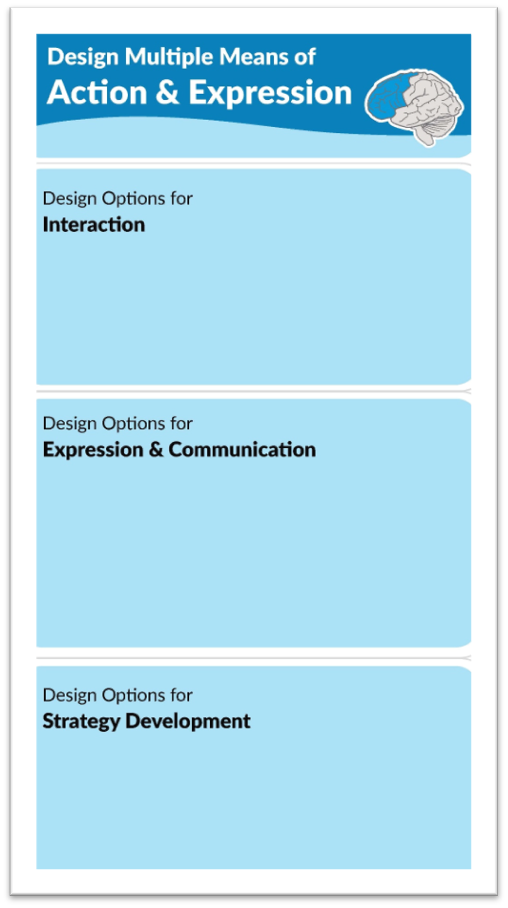 Design Multiple Means of
Action & Expression
Design Options for
Interaction
Design Options for
Expression & Communication
Design Options for
Strategy Development